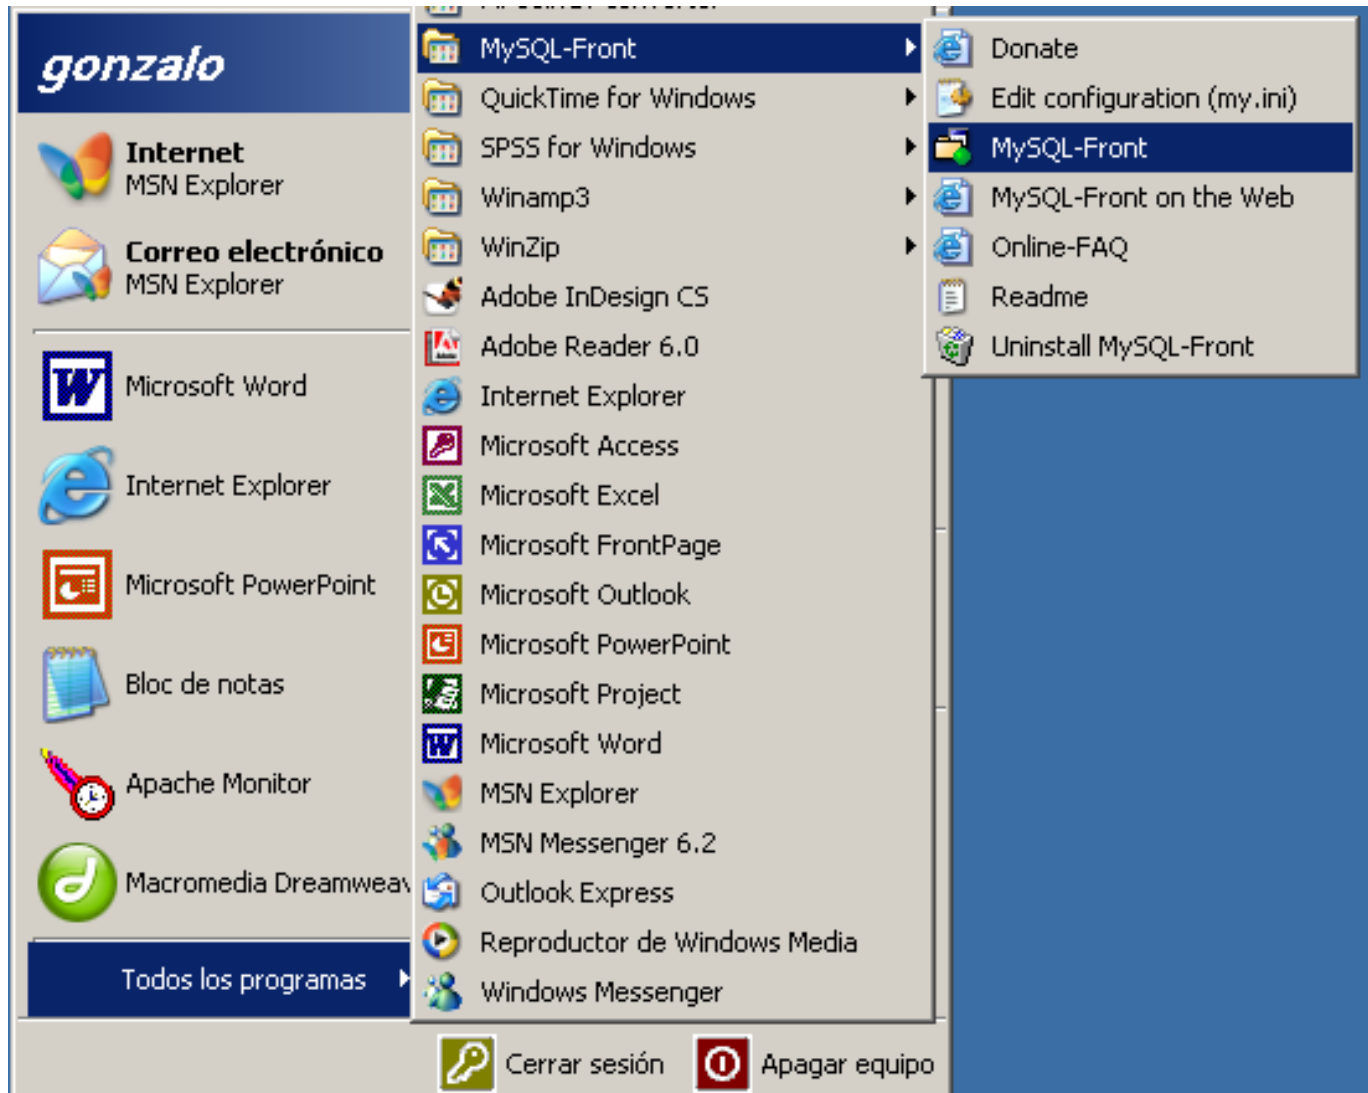 gonzalo
Internet
MSN Explorer
Correo electrónico
MSN Explorer
Microsoft Word
Internet Explorer
Microsoft PowerPoint
Bloc de notas
Apache Monitor
Macromedia Dreamweav
Todos los programas
MySQL-Front
QuickTime for Windows
SPSS for Windows
Winamp3
WinZip
Adobe InDesign CS
Adobe Reader 6.0
Internet Explorer
Microsoft Access
Microsoft Excel
Microsoft FrontPage
Microsoft Outlook
Microsoft PowerPoint
Microsoft Project
Microsoft Word
MSN Explorer
MSN Messenger 6.2
Outlook Express
Reproductor de Windows Media
Windows Messenger
Donate
Edit configuration (my.ini)
MySQL-Front
MySQL-Front on the Web
Online-FAQ
Readme
Uninstall MySQL-Front
Cerrar sesión
Apagar equipo